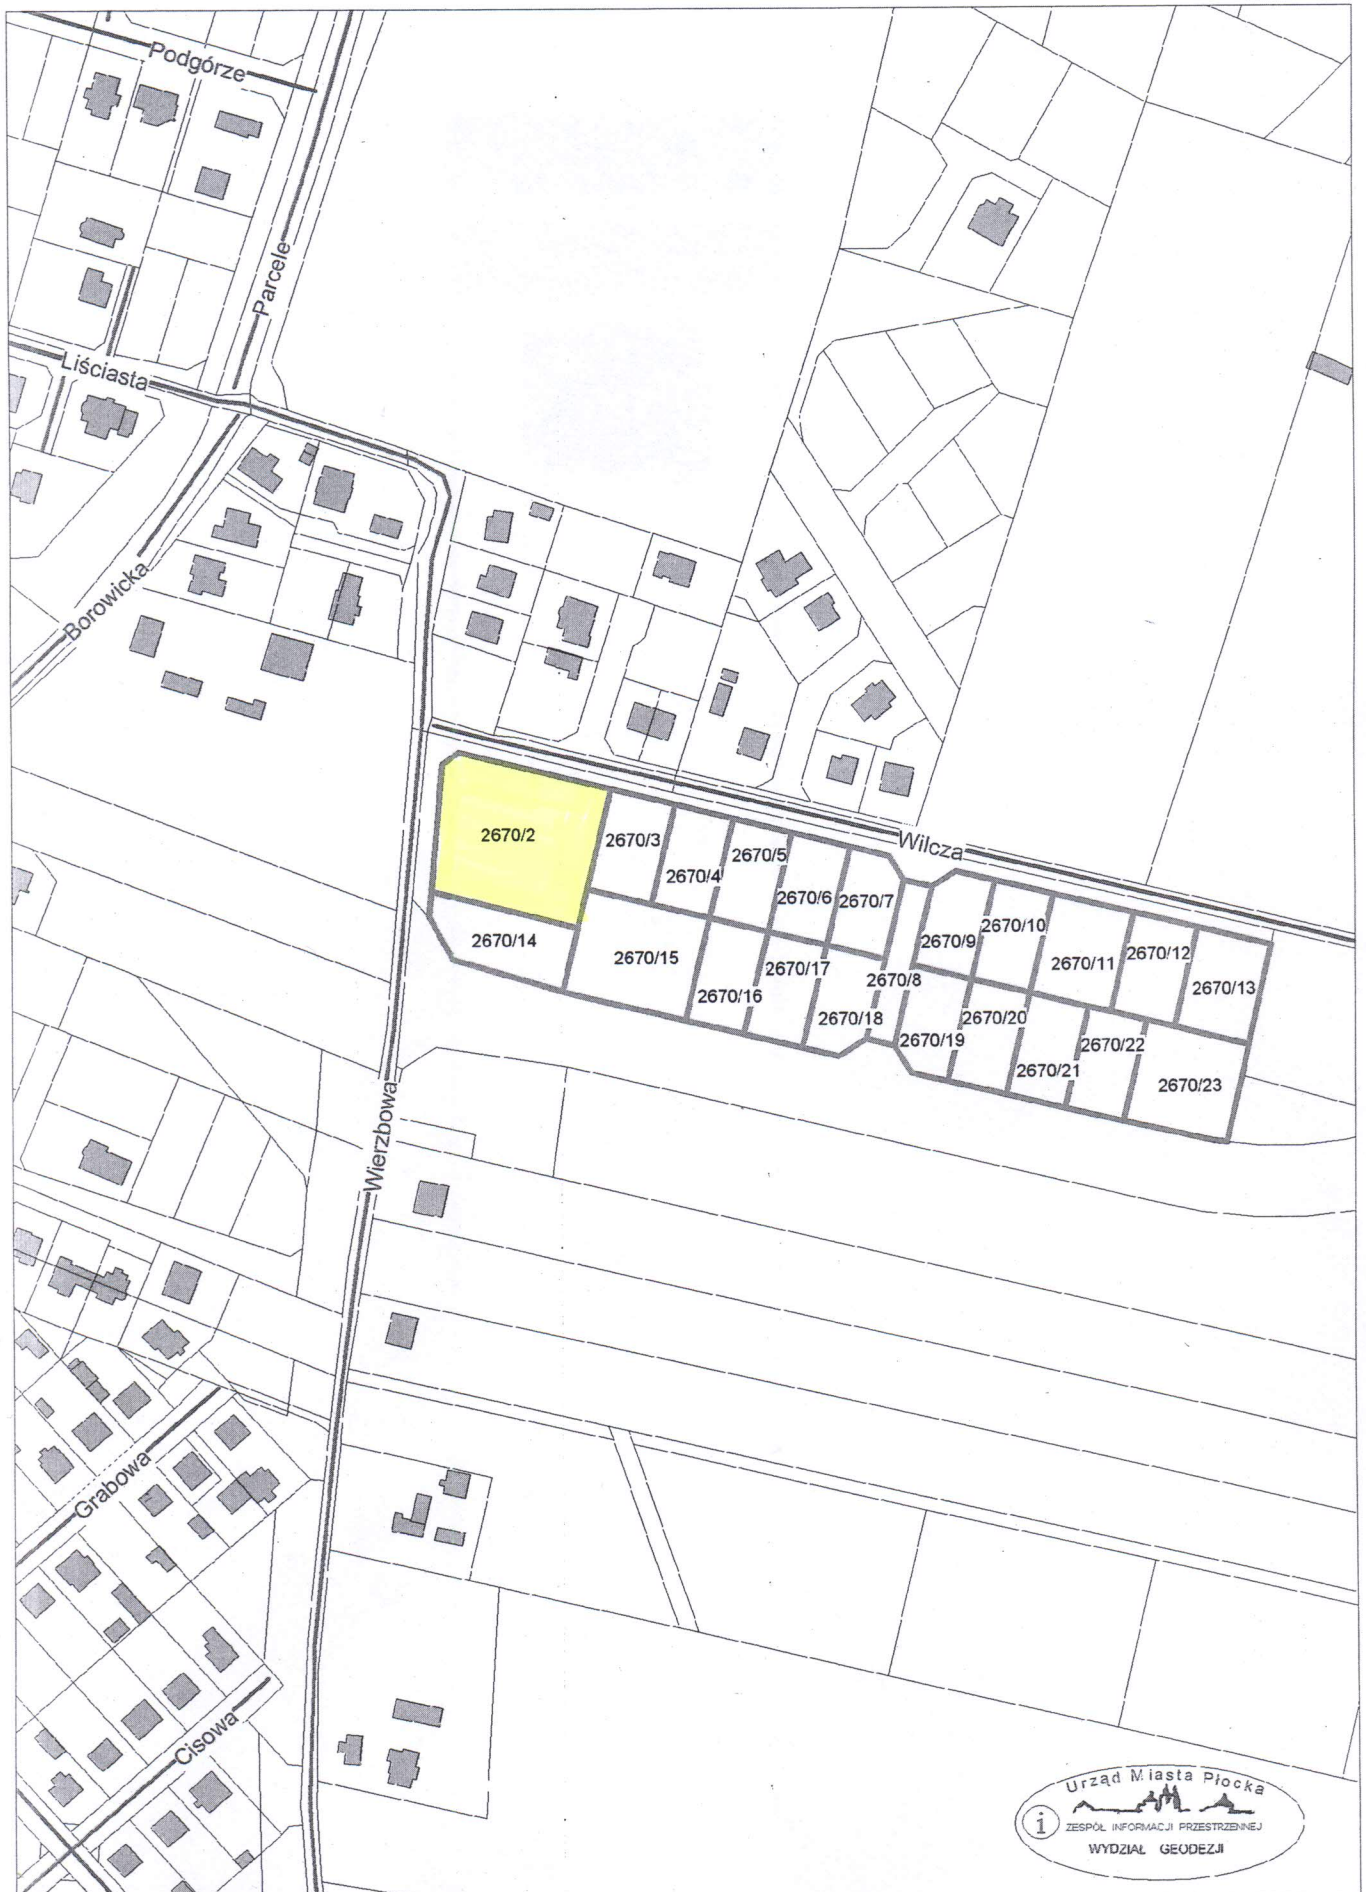 Podgórze
Parcele
Liściasta
Borowicka
Wilcza
2670/2
2670/3
2670/4
2670/5
2670/6
2670/7
2670/9
2670/10
2670/11
2670/12
2670/13
2670/14
2670/15
2670/16
2670/17
2670/18
2670/8
2670/19
2670/20
2670/21
2670/22
2670/23
Wierzbowa
Grabowa
Cisowa
Urząd Miasta Płocka
i
ZESPÓŁ INFORMACJI PRZESTRZENNEJ
WYDZIAŁ GEODEZJI